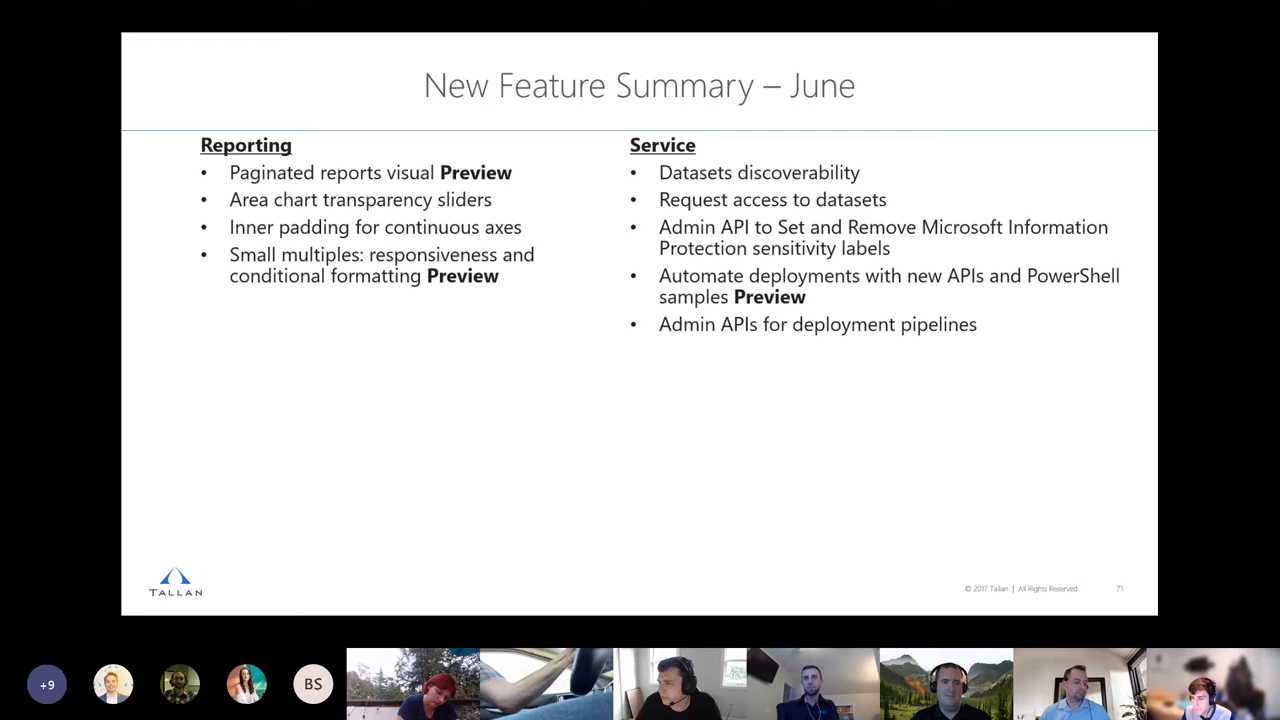 New Feature Summary – June
Reporting
• Paginated reports visual Preview
• Area chart transparency sliders
• Inner padding for continuous axes
• Small multiples: responsiveness and
conditional formatting Preview
Service
• Datasets discoverability
• Request access to datasets
• Admin API to Set and Remove Microsoft Information
Protection sensitivity labels
• Automate deployments with new APIs and PowerShell
samples Preview
• Admin APIs for deployment pipelines
TALLAN
© 2017 Tallan | All Rights Reserved 71
+9
BS